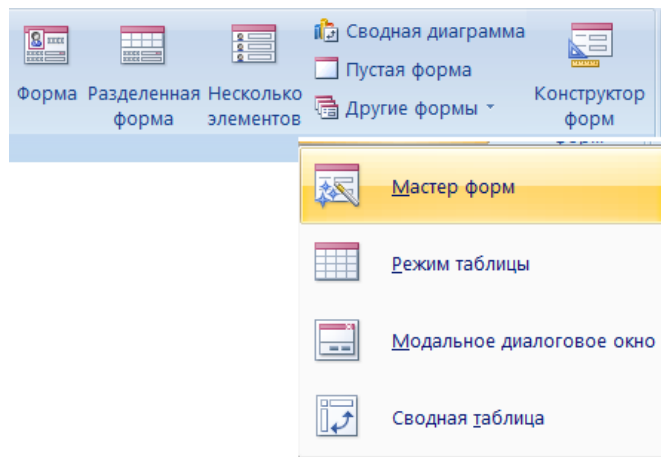 Сводная диаграмма
Пустая форма
Форма Разделенная Несколько Другие формы Конструктор
форма элементов форм
Мастер форм
Режим таблицы
Модальное диалоговое окно
Сводная таблица